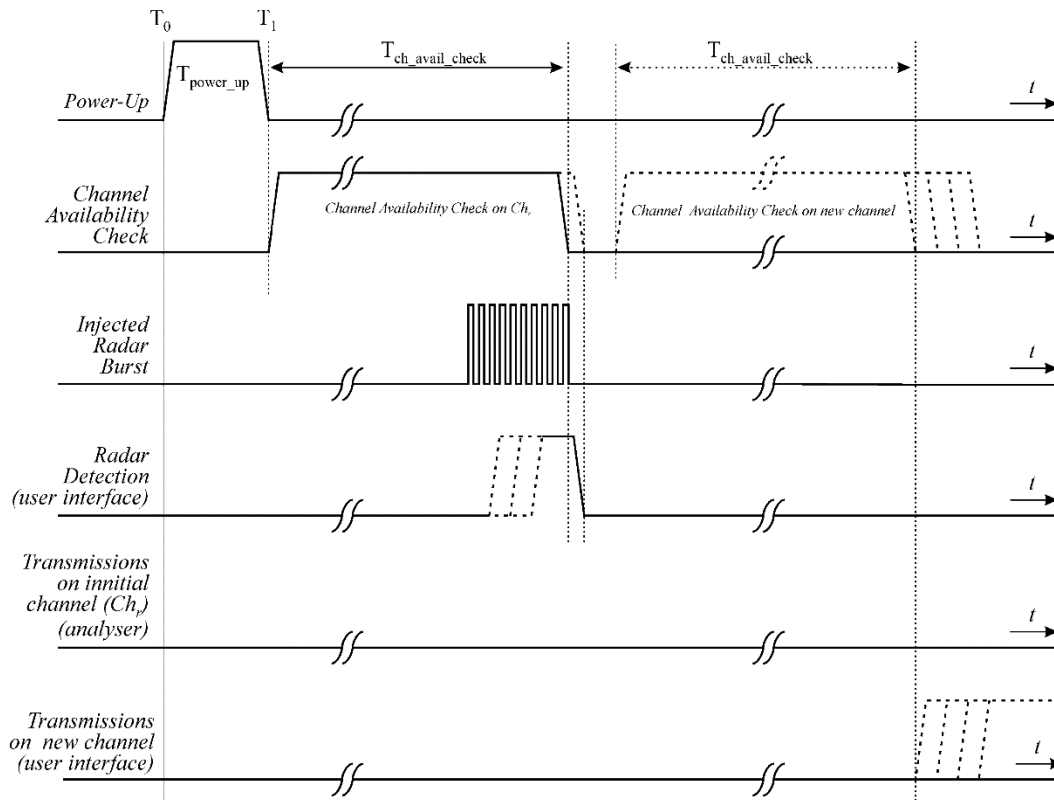 T0 T1
Tpower_up
Tch_avail_check
Tch_avail_check
Power-Up
t
Channel
Availability
Check
Channel Availability Check on Chr
Channel Availability Check on new channel
t
Injected
Radar
Burst
t
Radar
Detection
(user interface)
t
Transmissions
on innitial
channel (Chr)
(analyser)
t
Transmissions
on new channel
(user interface)
t